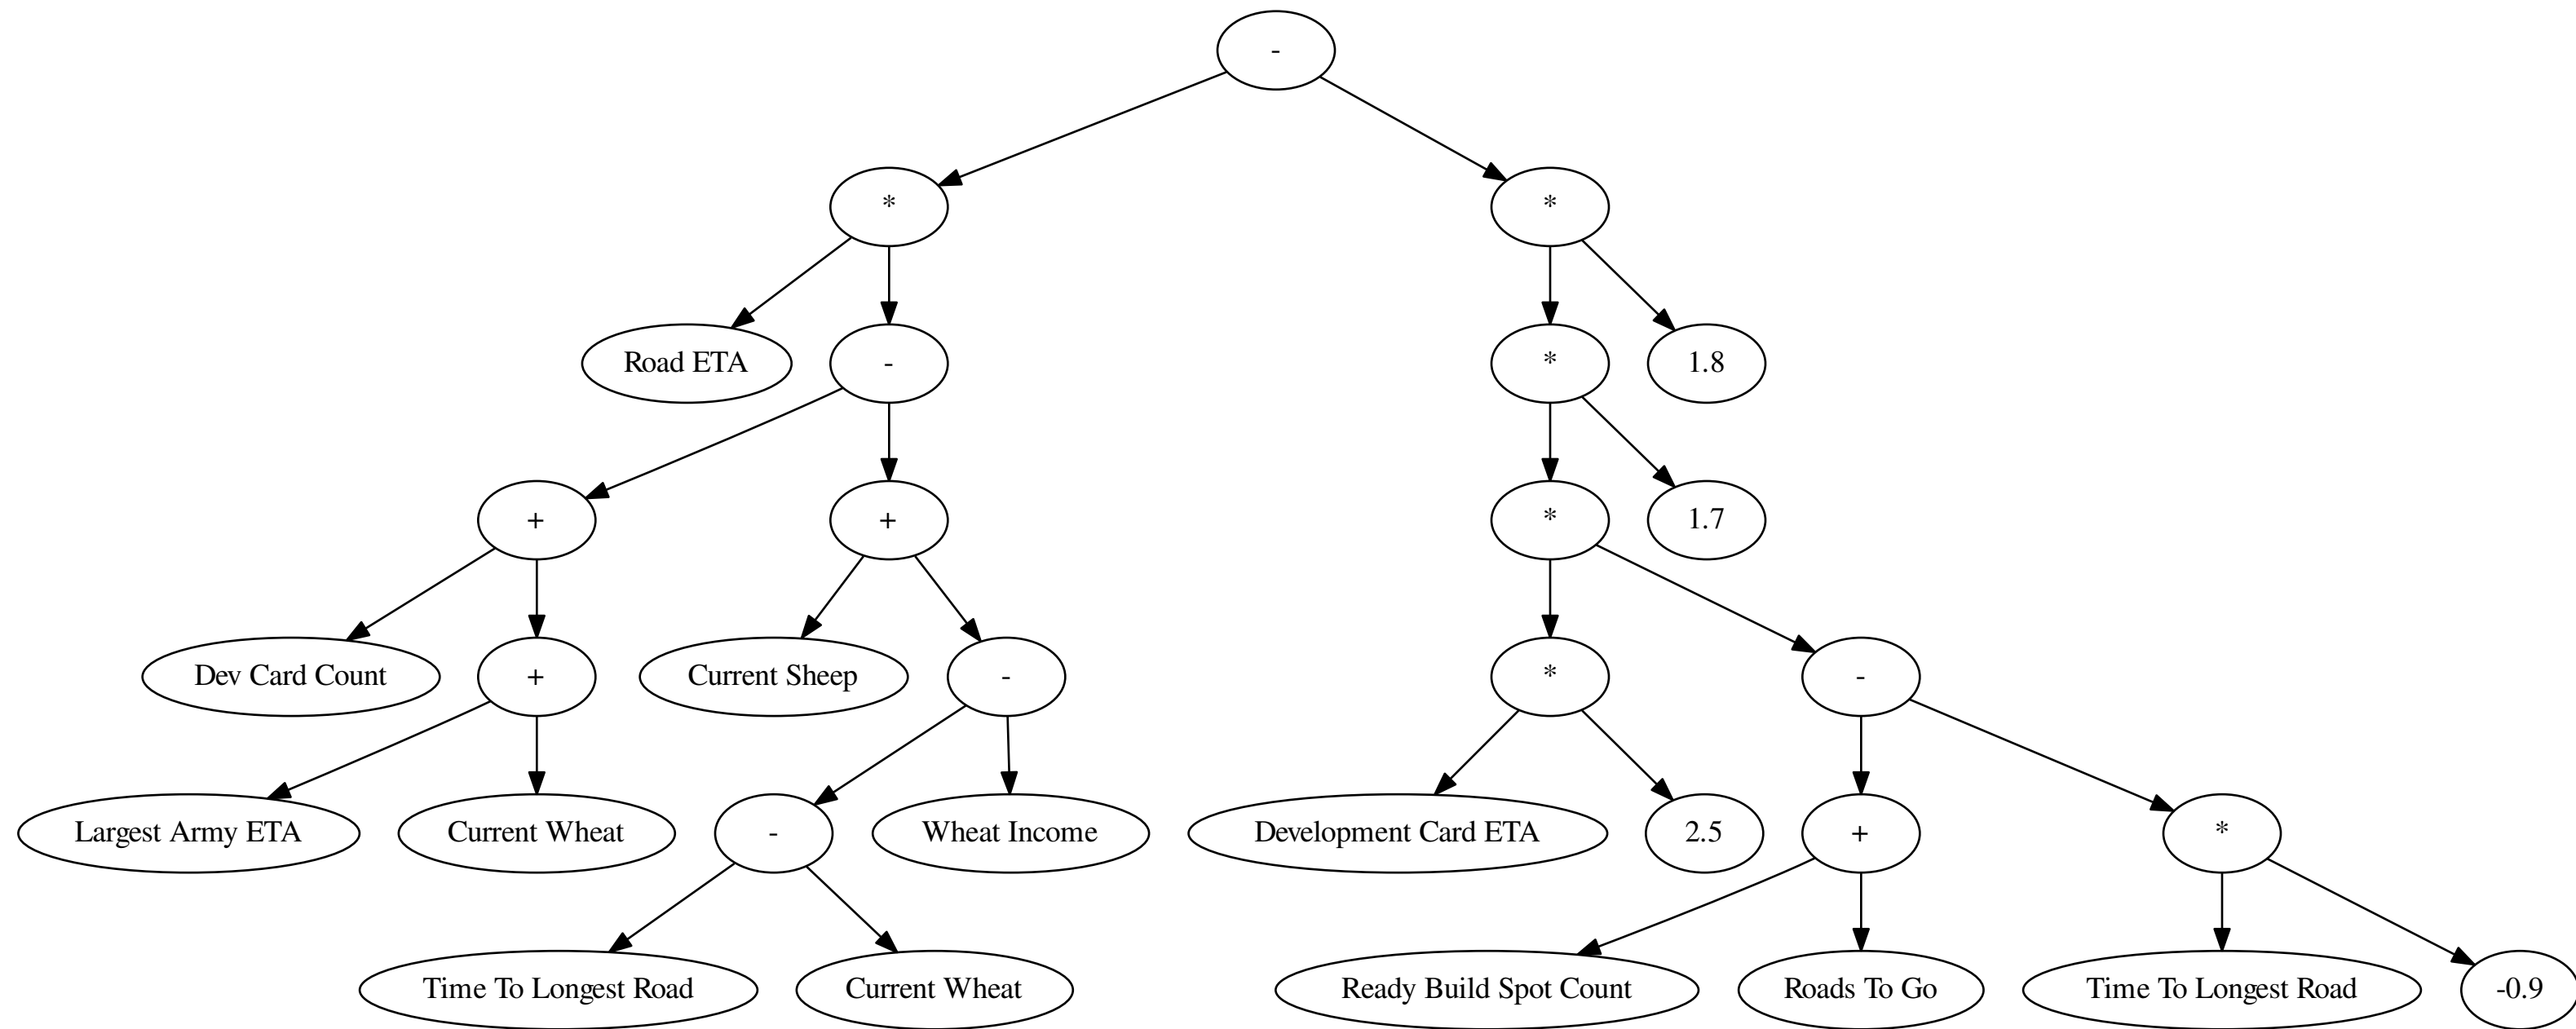 -
* *
Road ETA - * 1.8
+ + * 1.7
Dev Card Count + Current Sheep - * -
Largest Army ETA Current Wheat - Wheat Income Development Card ETA 2.5 + *
Time To Longest Road Current Wheat Ready Build Spot Count Roads To Go Time To Longest Road -0.9